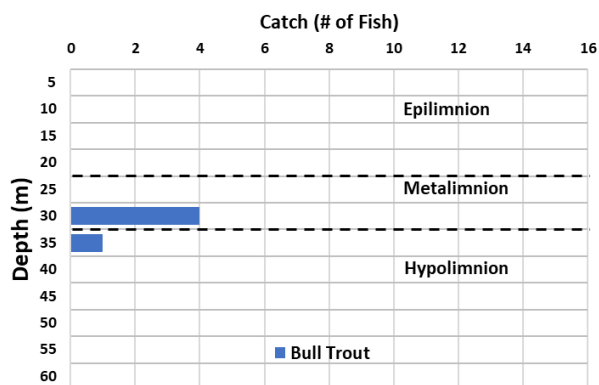 Catch (# of Fish)
0 2 4 6 8 10 12 14 16
5
10
Epilimnion
15
20
25
Metalimnion
30
35
40
Hypolimnion
45
50
55
60
Depth (m)
Bull Trout